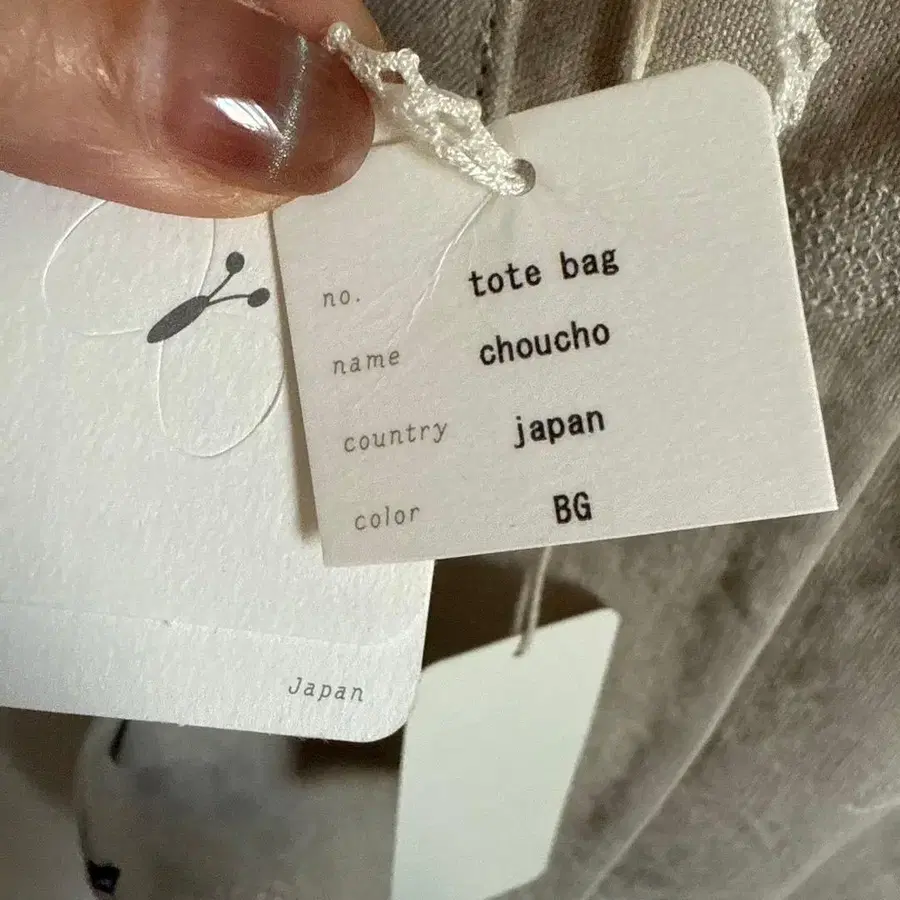 no. tote bag
name choucho
country japan
color BG
Japan